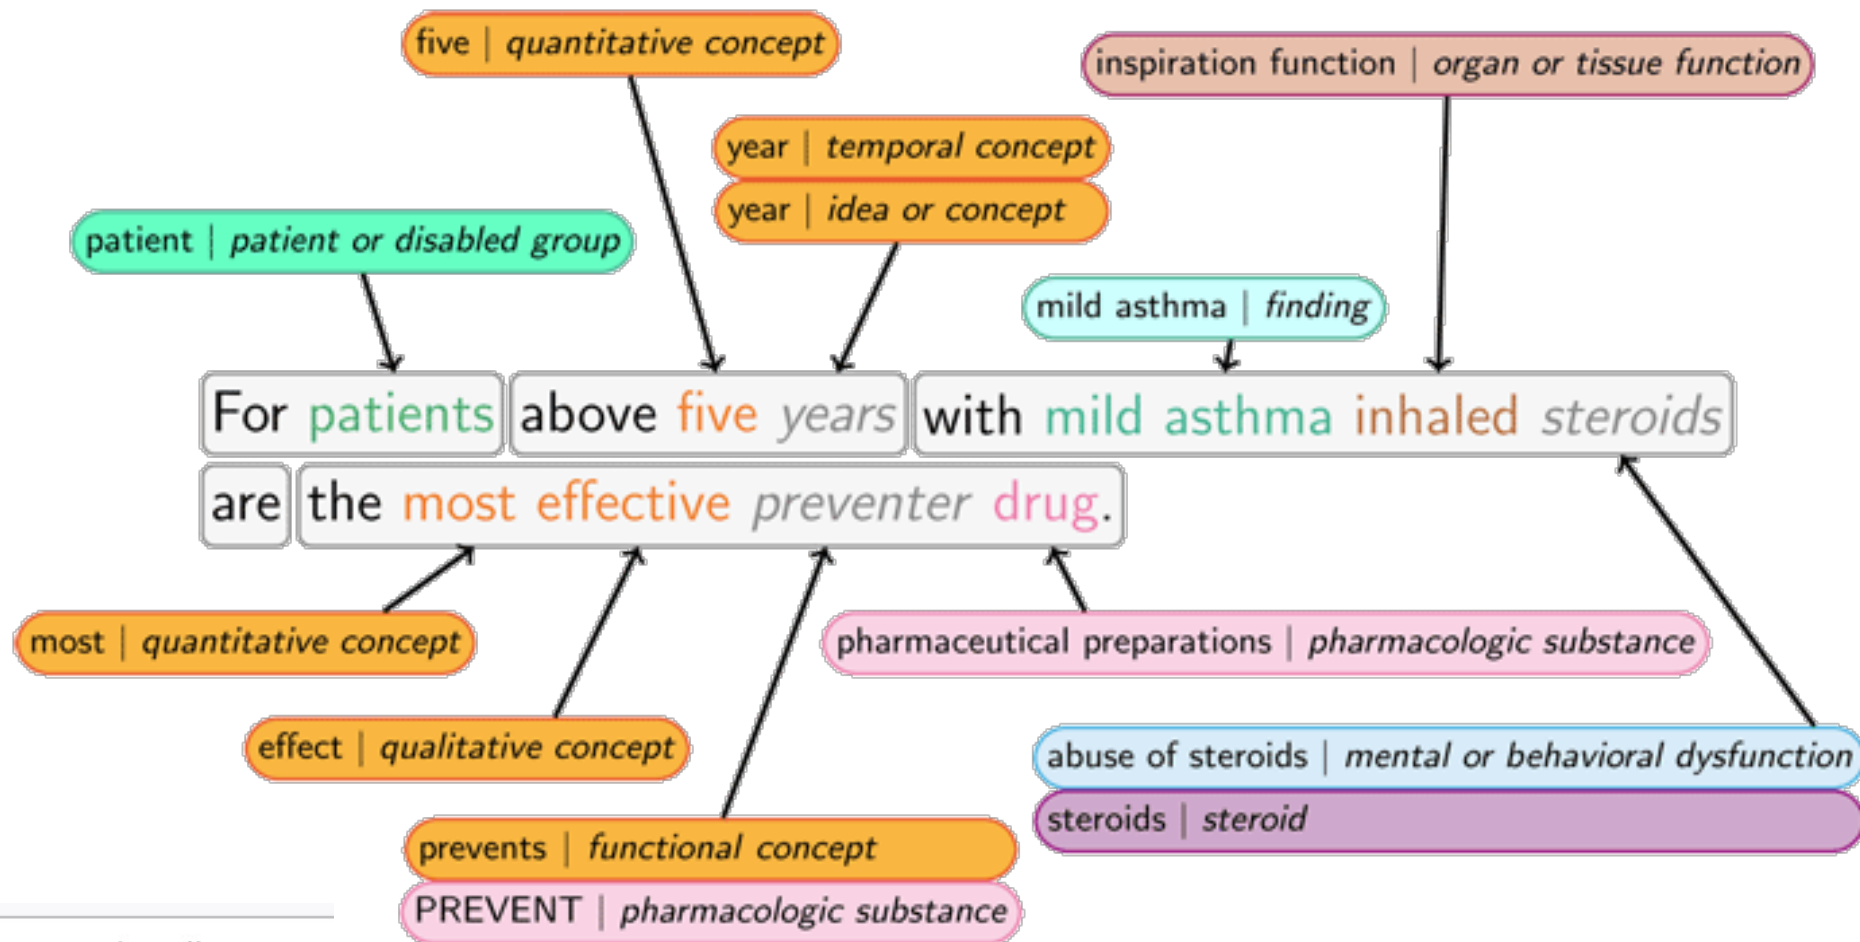 five | quantitative concept
inspiration function | organ or tissue function
year | temporal concept
year | idea or concept
patient | patient or disabled group
mild asthma | finding
For patients above five years with mild asthma inhaled steroids
are the most effective preventer drug.
most | quantitative concept
pharmaceutical preparations | pharmacologic substance
effect | qualitative concept
abuse of steroids | mental or behavioral dysfunction
steroids | steroid
prevents | functional concept
PREVENT | pharmacologic substance